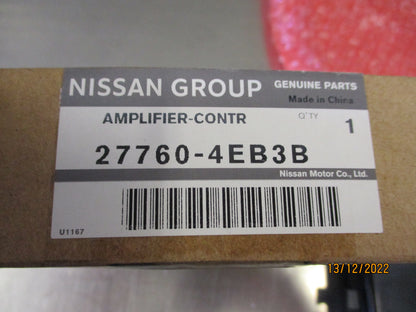 NISSAN GROUP GENUINE PARTS
Made in China
AMPLIFIER-CONTR Q'TY 1
27760-4EB3B
Nissan Motor Co., Ltd.
U1167
13/12/2022